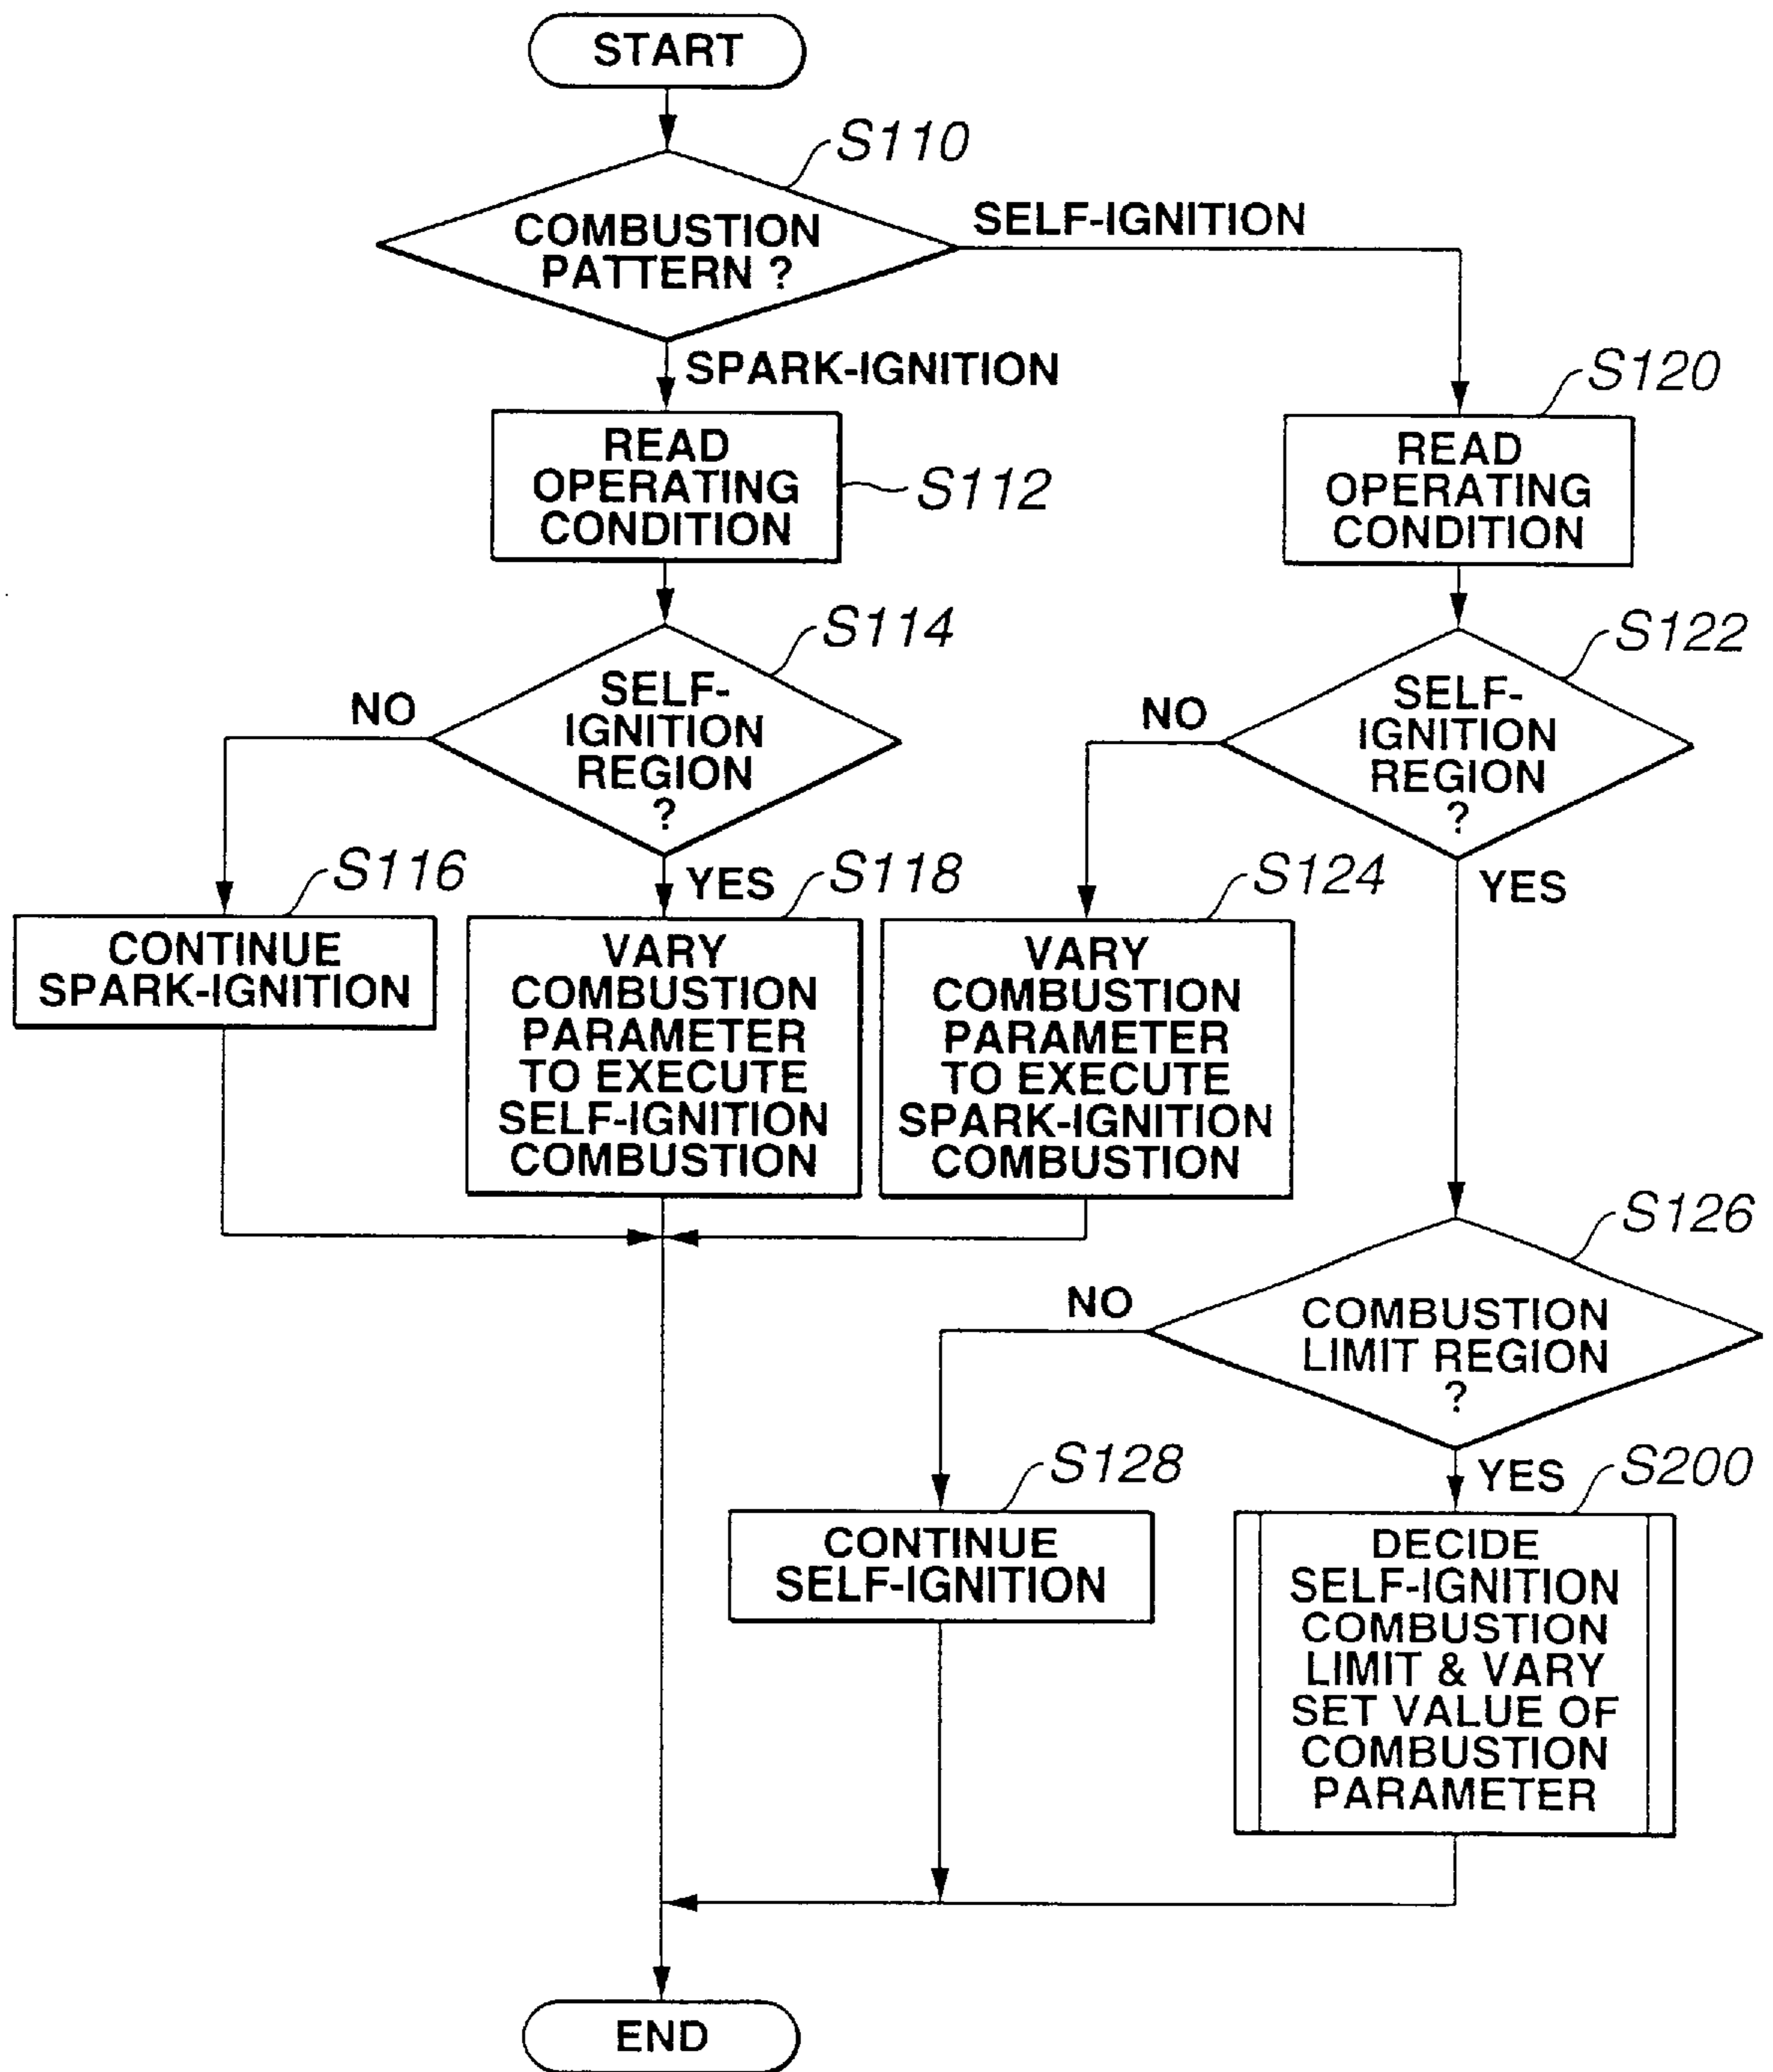 START
S110
COMBUSTION
PATTERN ?
SELF-IGNITION
SPARK-IGNITION
READ
OPERATING
CONDITION
S112
S120
READ
OPERATING
CONDITION
S114
SELF-
IGNITION
REGION
?
NO
S122
SELF-
IGNITION
REGION
?
NO
S116
CONTINUE
SPARK-IGNITION
YES
S118
VARY
COMBUSTION
PARAMETER
TO EXECUTE
SELF-IGNITION
COMBUSTION
S124
VARY
COMBUSTION
PARAMETER
TO EXECUTE
SPARK-IGNITION
COMBUSTION
YES
S126
COMBUSTION
LIMIT REGION
?
NO
S128
CONTINUE
SELF-IGNITION
YES
S200
DECIDE
SELF-IGNITION
COMBUSTION
LIMIT & VARY
SET VALUE OF
COMBUSTION
PARAMETER
END